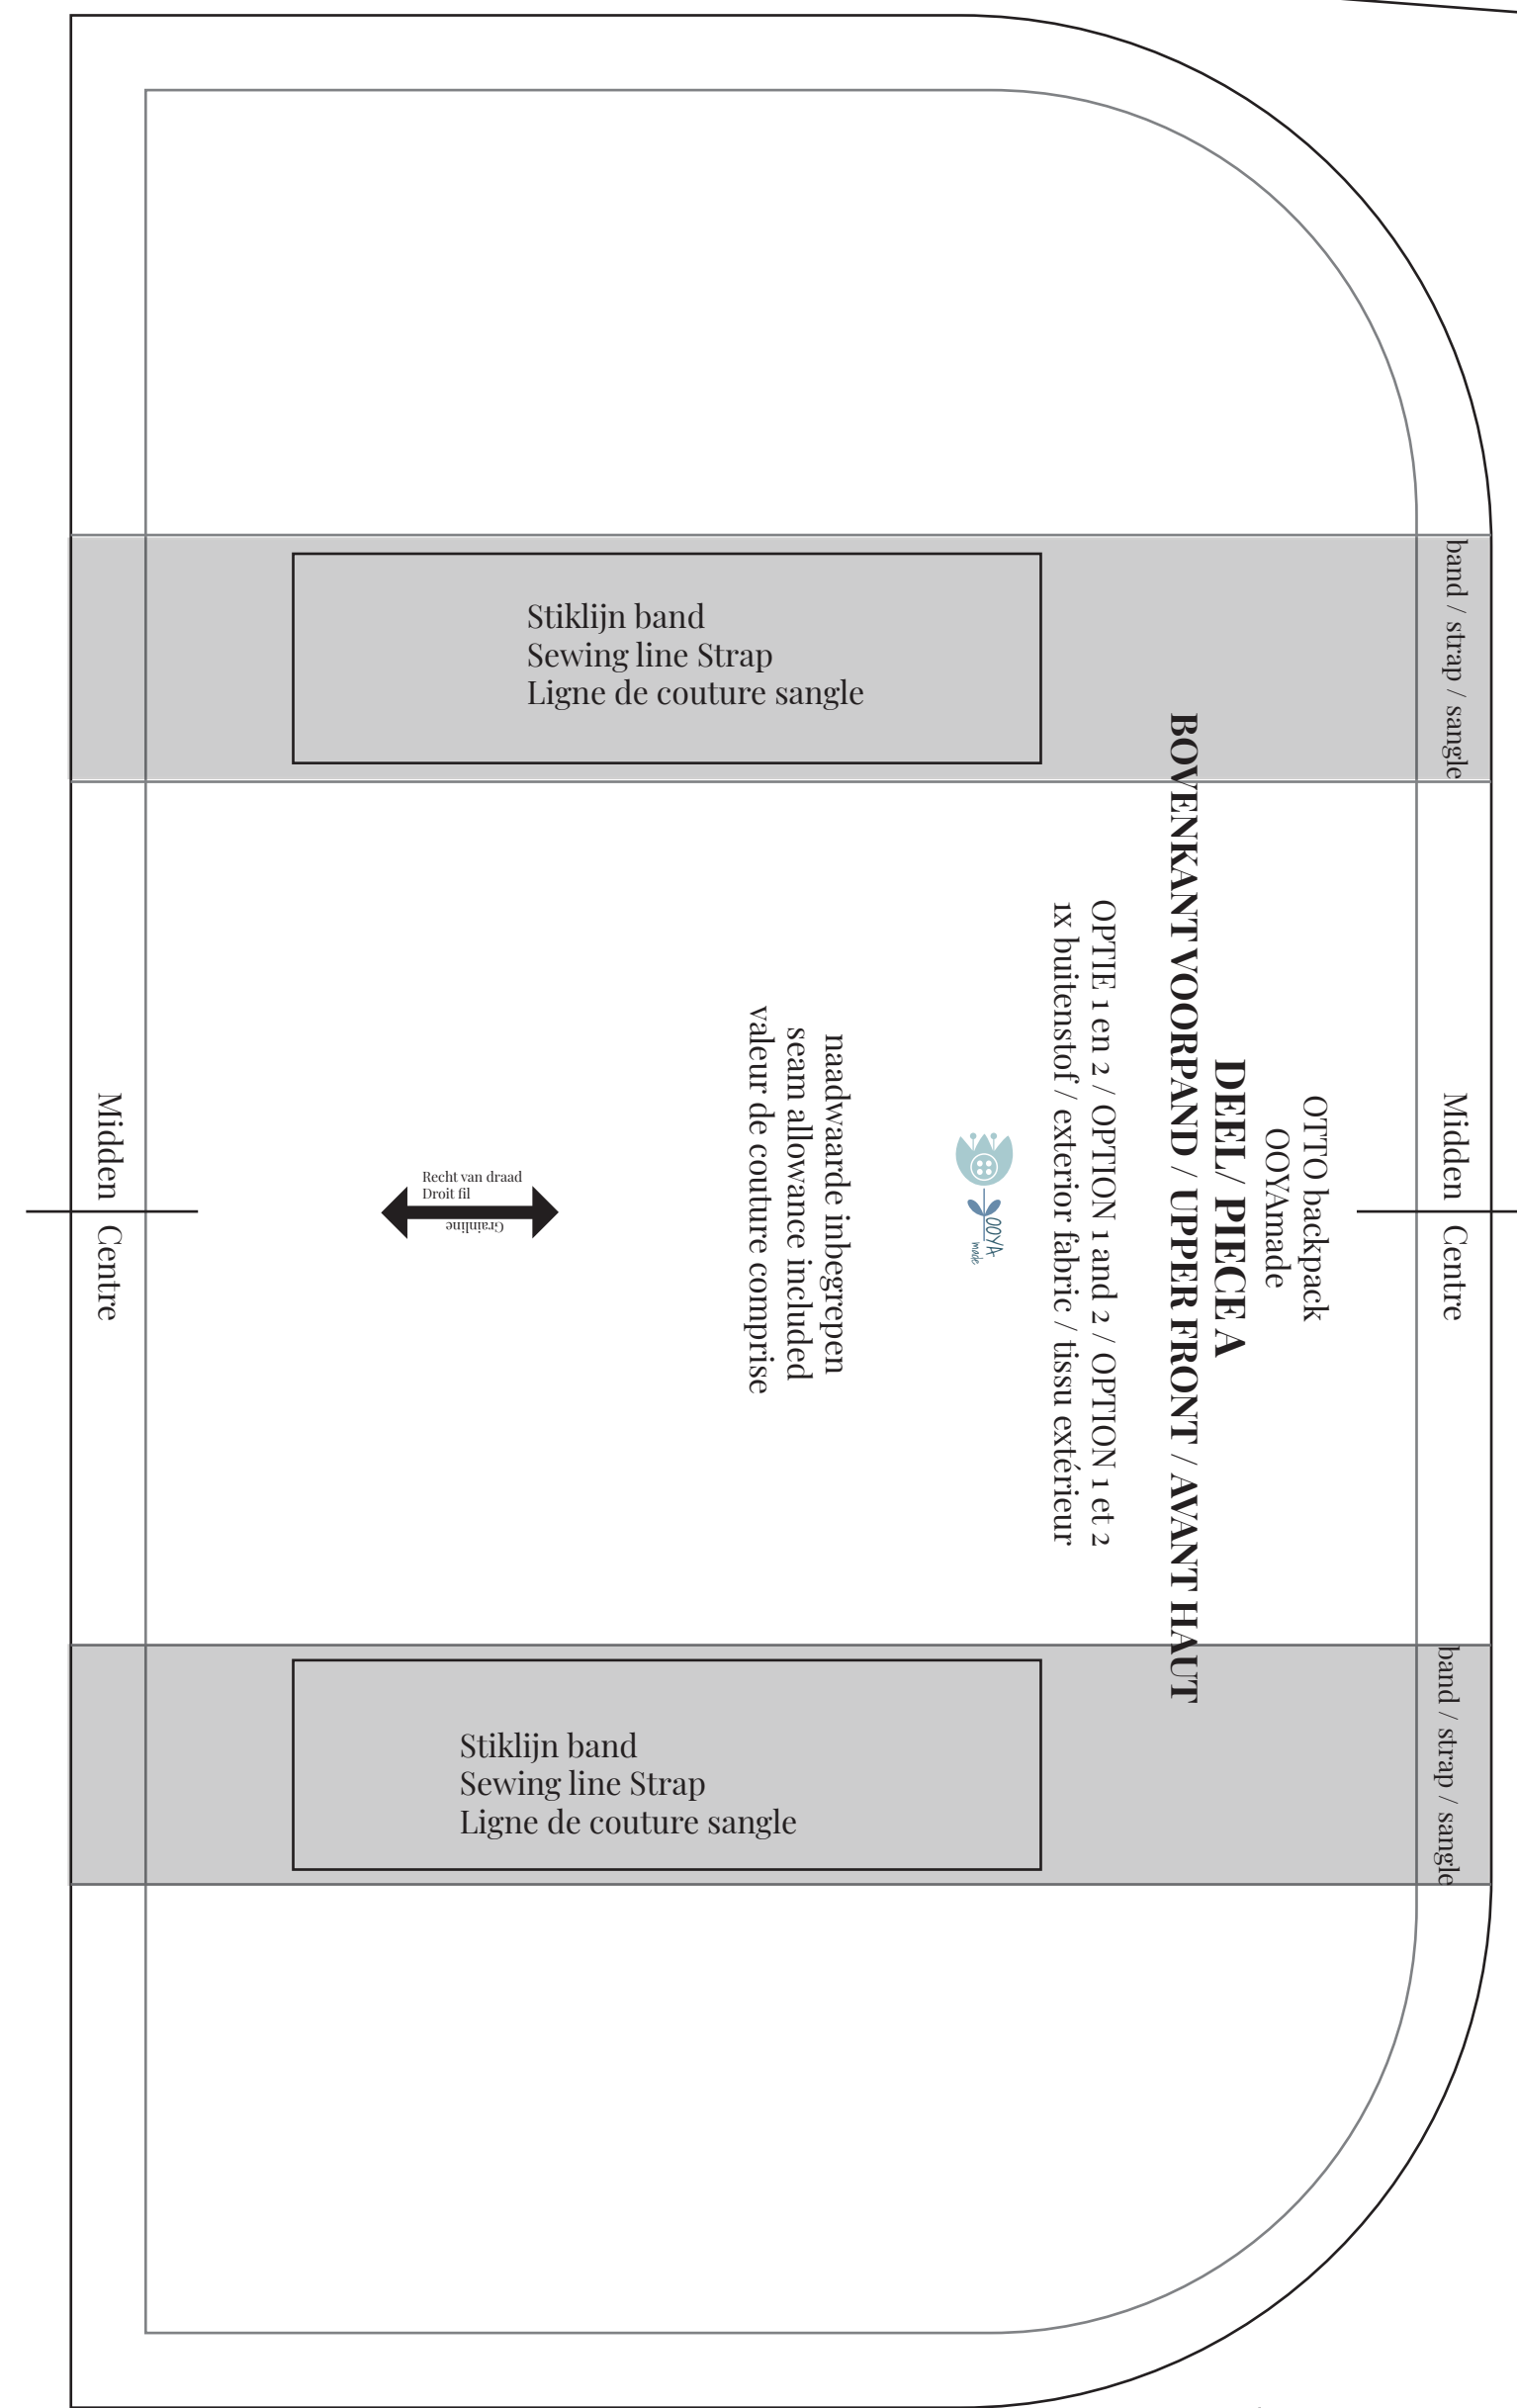 Midden Centre
OTTO backpack
OOYAmade
DEEL/ PIECE A
BOVENKANT VOORPAND / UPPER FRONT / AVANT HAUT
OPTIE 1 en 2 / OPTION 1 and 2 / OPTION 1 et 2
1x buitenstof / exterior fabric / tissu extérieur
OOYA
made
naadwaarde inbegrepen
seam allowance included
valeur de couture comprise
Recht van draad
Droit fil
Grainline
Midden Centre
band / strap / sangle
Stiklijn band
Sewing line Strap
Ligne de couture sangle
band / strap / sangle
Stiklijn band
Sewing line Strap
Ligne de couture sangle